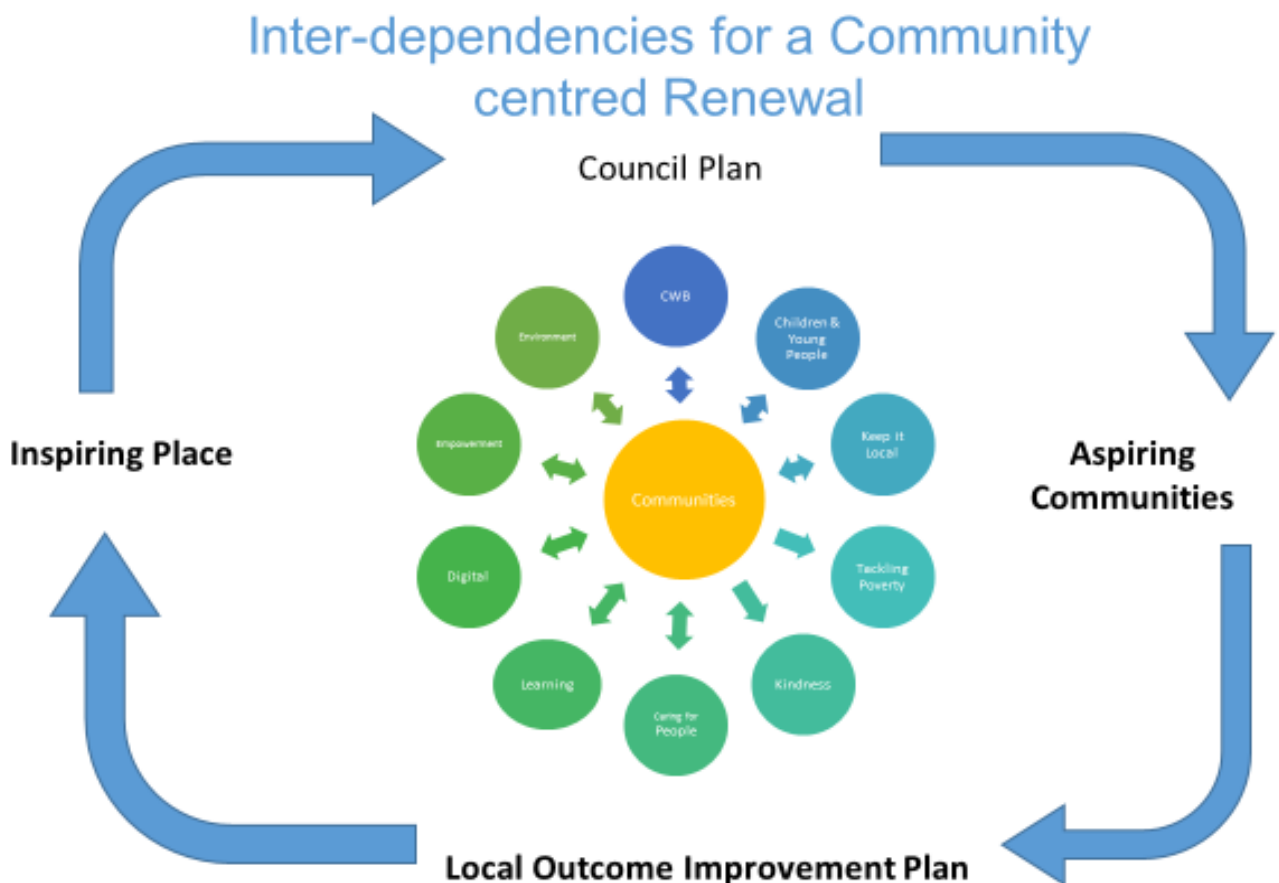 Inter-dependencies for a Community
centred Renewal
Council Plan
CWB
Children &
Young
People
Keep it
Local
Tackling
Poverty
Kindness
Caring for
People
Learning
Digital
Empowerment
Environment
Communities
Inspiring Place
Aspiring
Communities
Local Outcome Improvement Plan